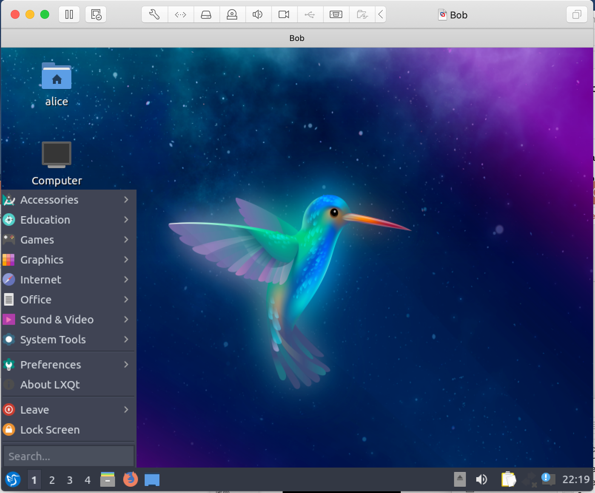 Bob
Bob
alice
Computer
Accessories
Education
Games
Graphics
Internet
Office
Sound & Video
System Tools
Preferences
About LXQt
Leave
Lock Screen
Search...
1 2 3 4 22:19